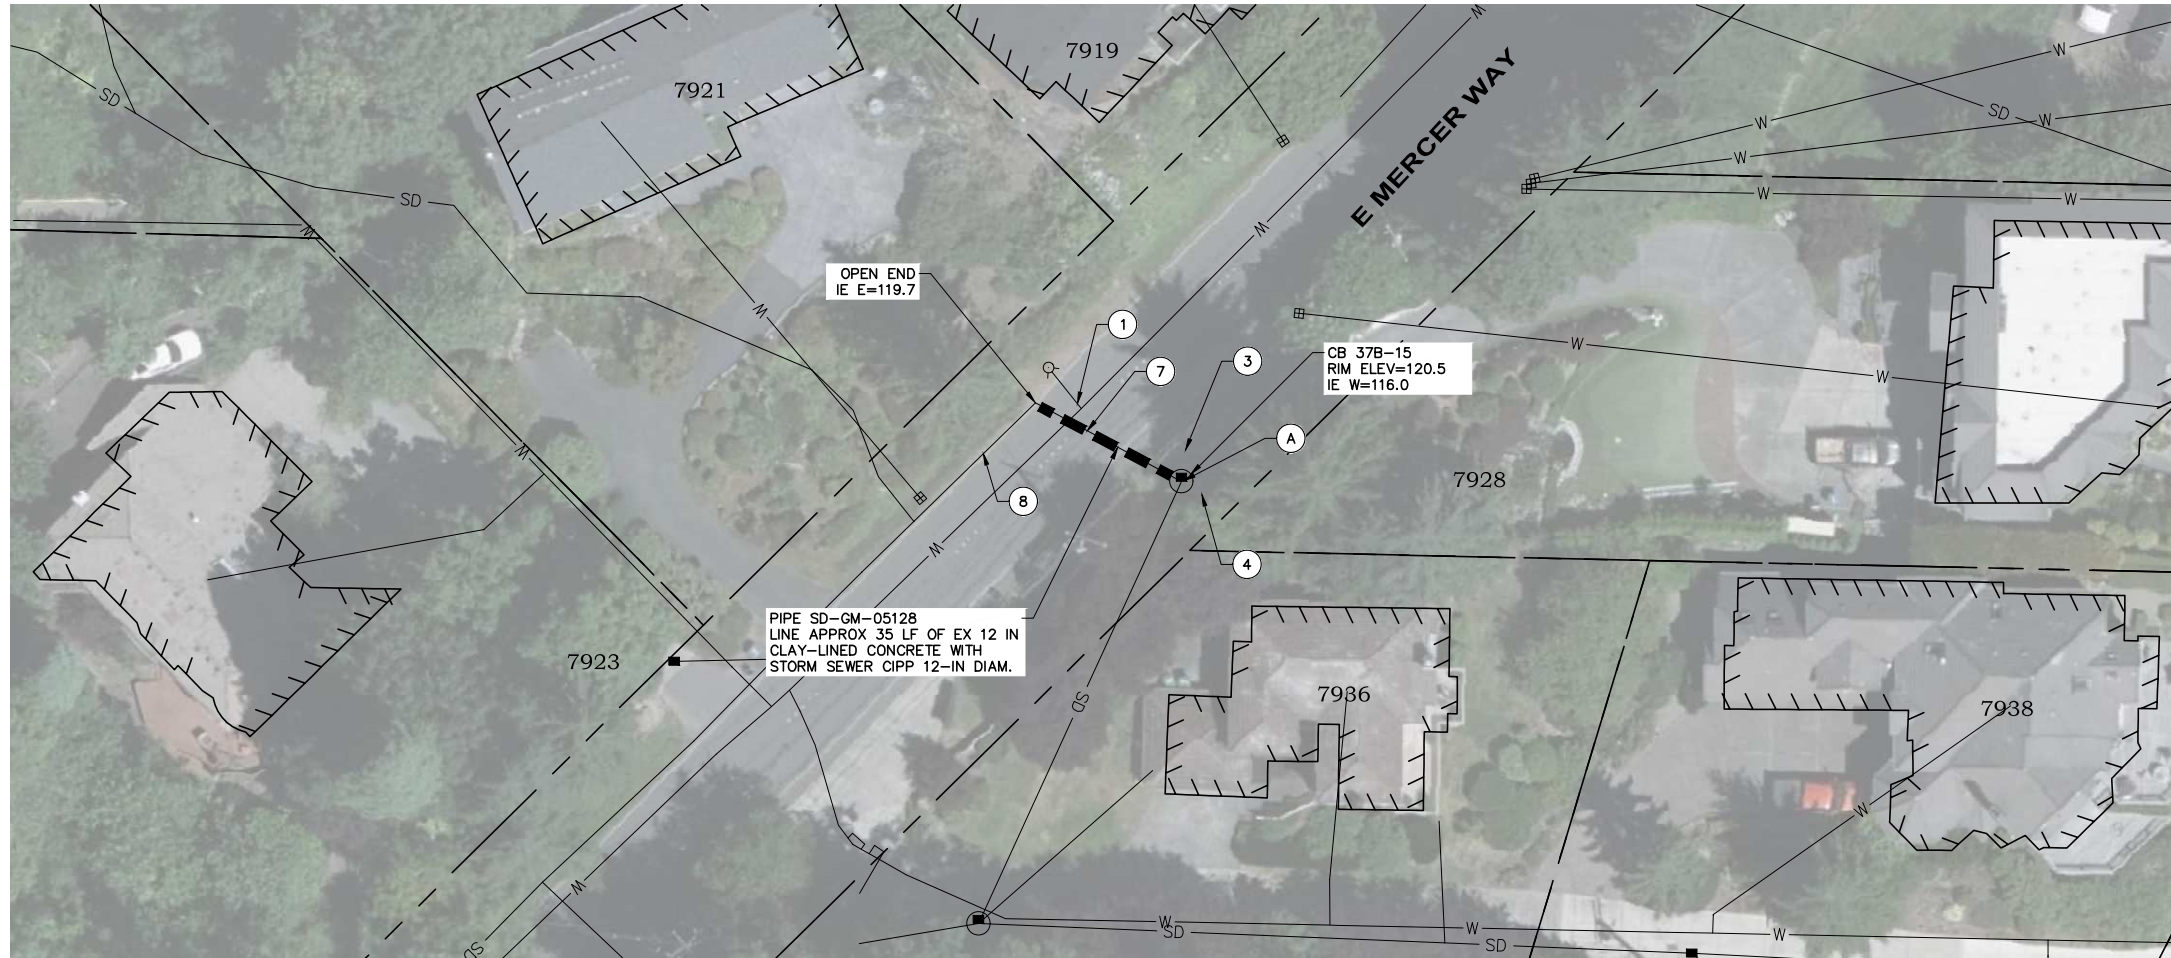 7919
7921
E MERCER WAY
W
W
SD
SD
W
W
W
W
W
SD
W
W
OPEN END
IE E=119.7
W
1
7
3
CB 37B-15
RIM ELEV=120.5
IE W=116.0
W
W
A
W
7928
8
W
4
PIPE SD-GM-05128
LINE APPROX 35 LF OF EX 12 IN
CLAY-LINED CONCRETE WITH
STORM SEWER CIPP 12-IN DIAM.
7923
SD
7936
7938
W
W
W
SD
W
W
SD
SD